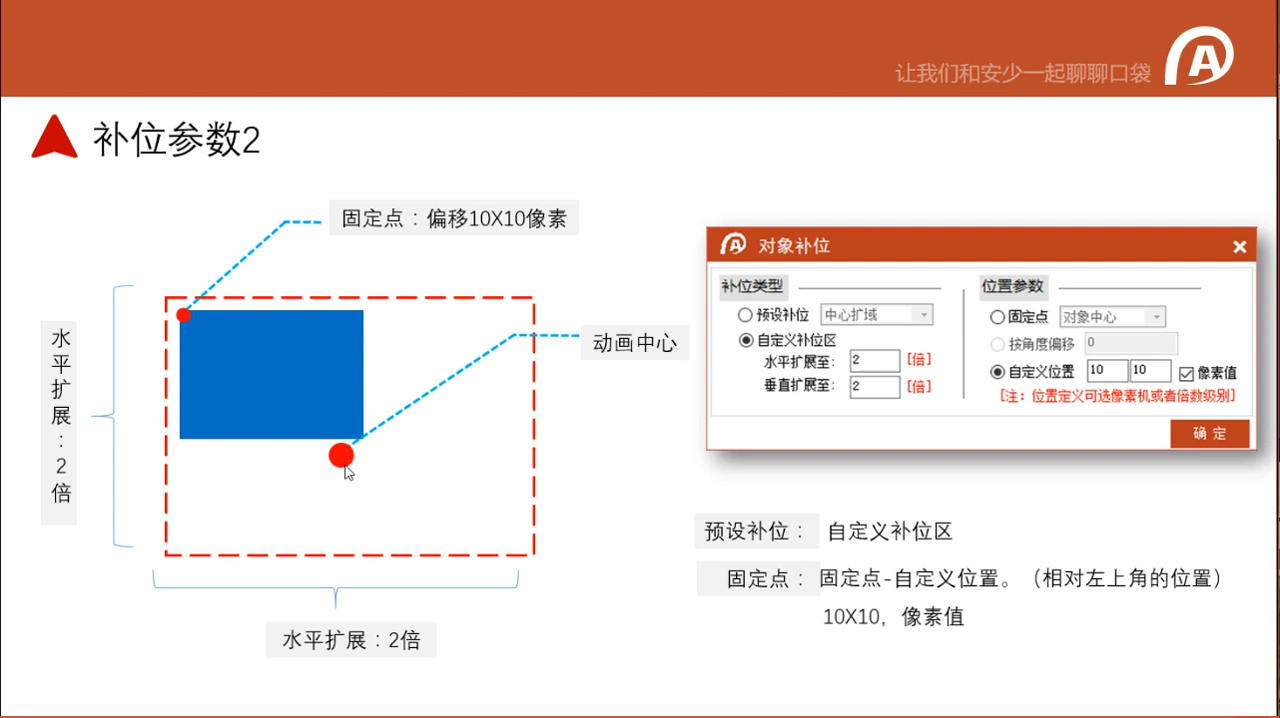 让我们和安少一起聊聊口袋
补位参数2
固定点：偏移10X10像素
水平扩展：2倍
动画中心
水平扩展：2倍
对象补位
补位类型
预设补位 中心扩域
自定义补位区
水平扩展至: 2 [倍]
垂直扩展至: 2 [倍]
位置参数
固定点 对象中心
按角度偏移 0
自定义位置 10 10 像素值
[注: 位置定义可选像素机或者倍数级别]
确 定
预设补位： 自定义补位区
固定点： 固定点-自定义位置。（相对左上角的位置）
10X10，像素值